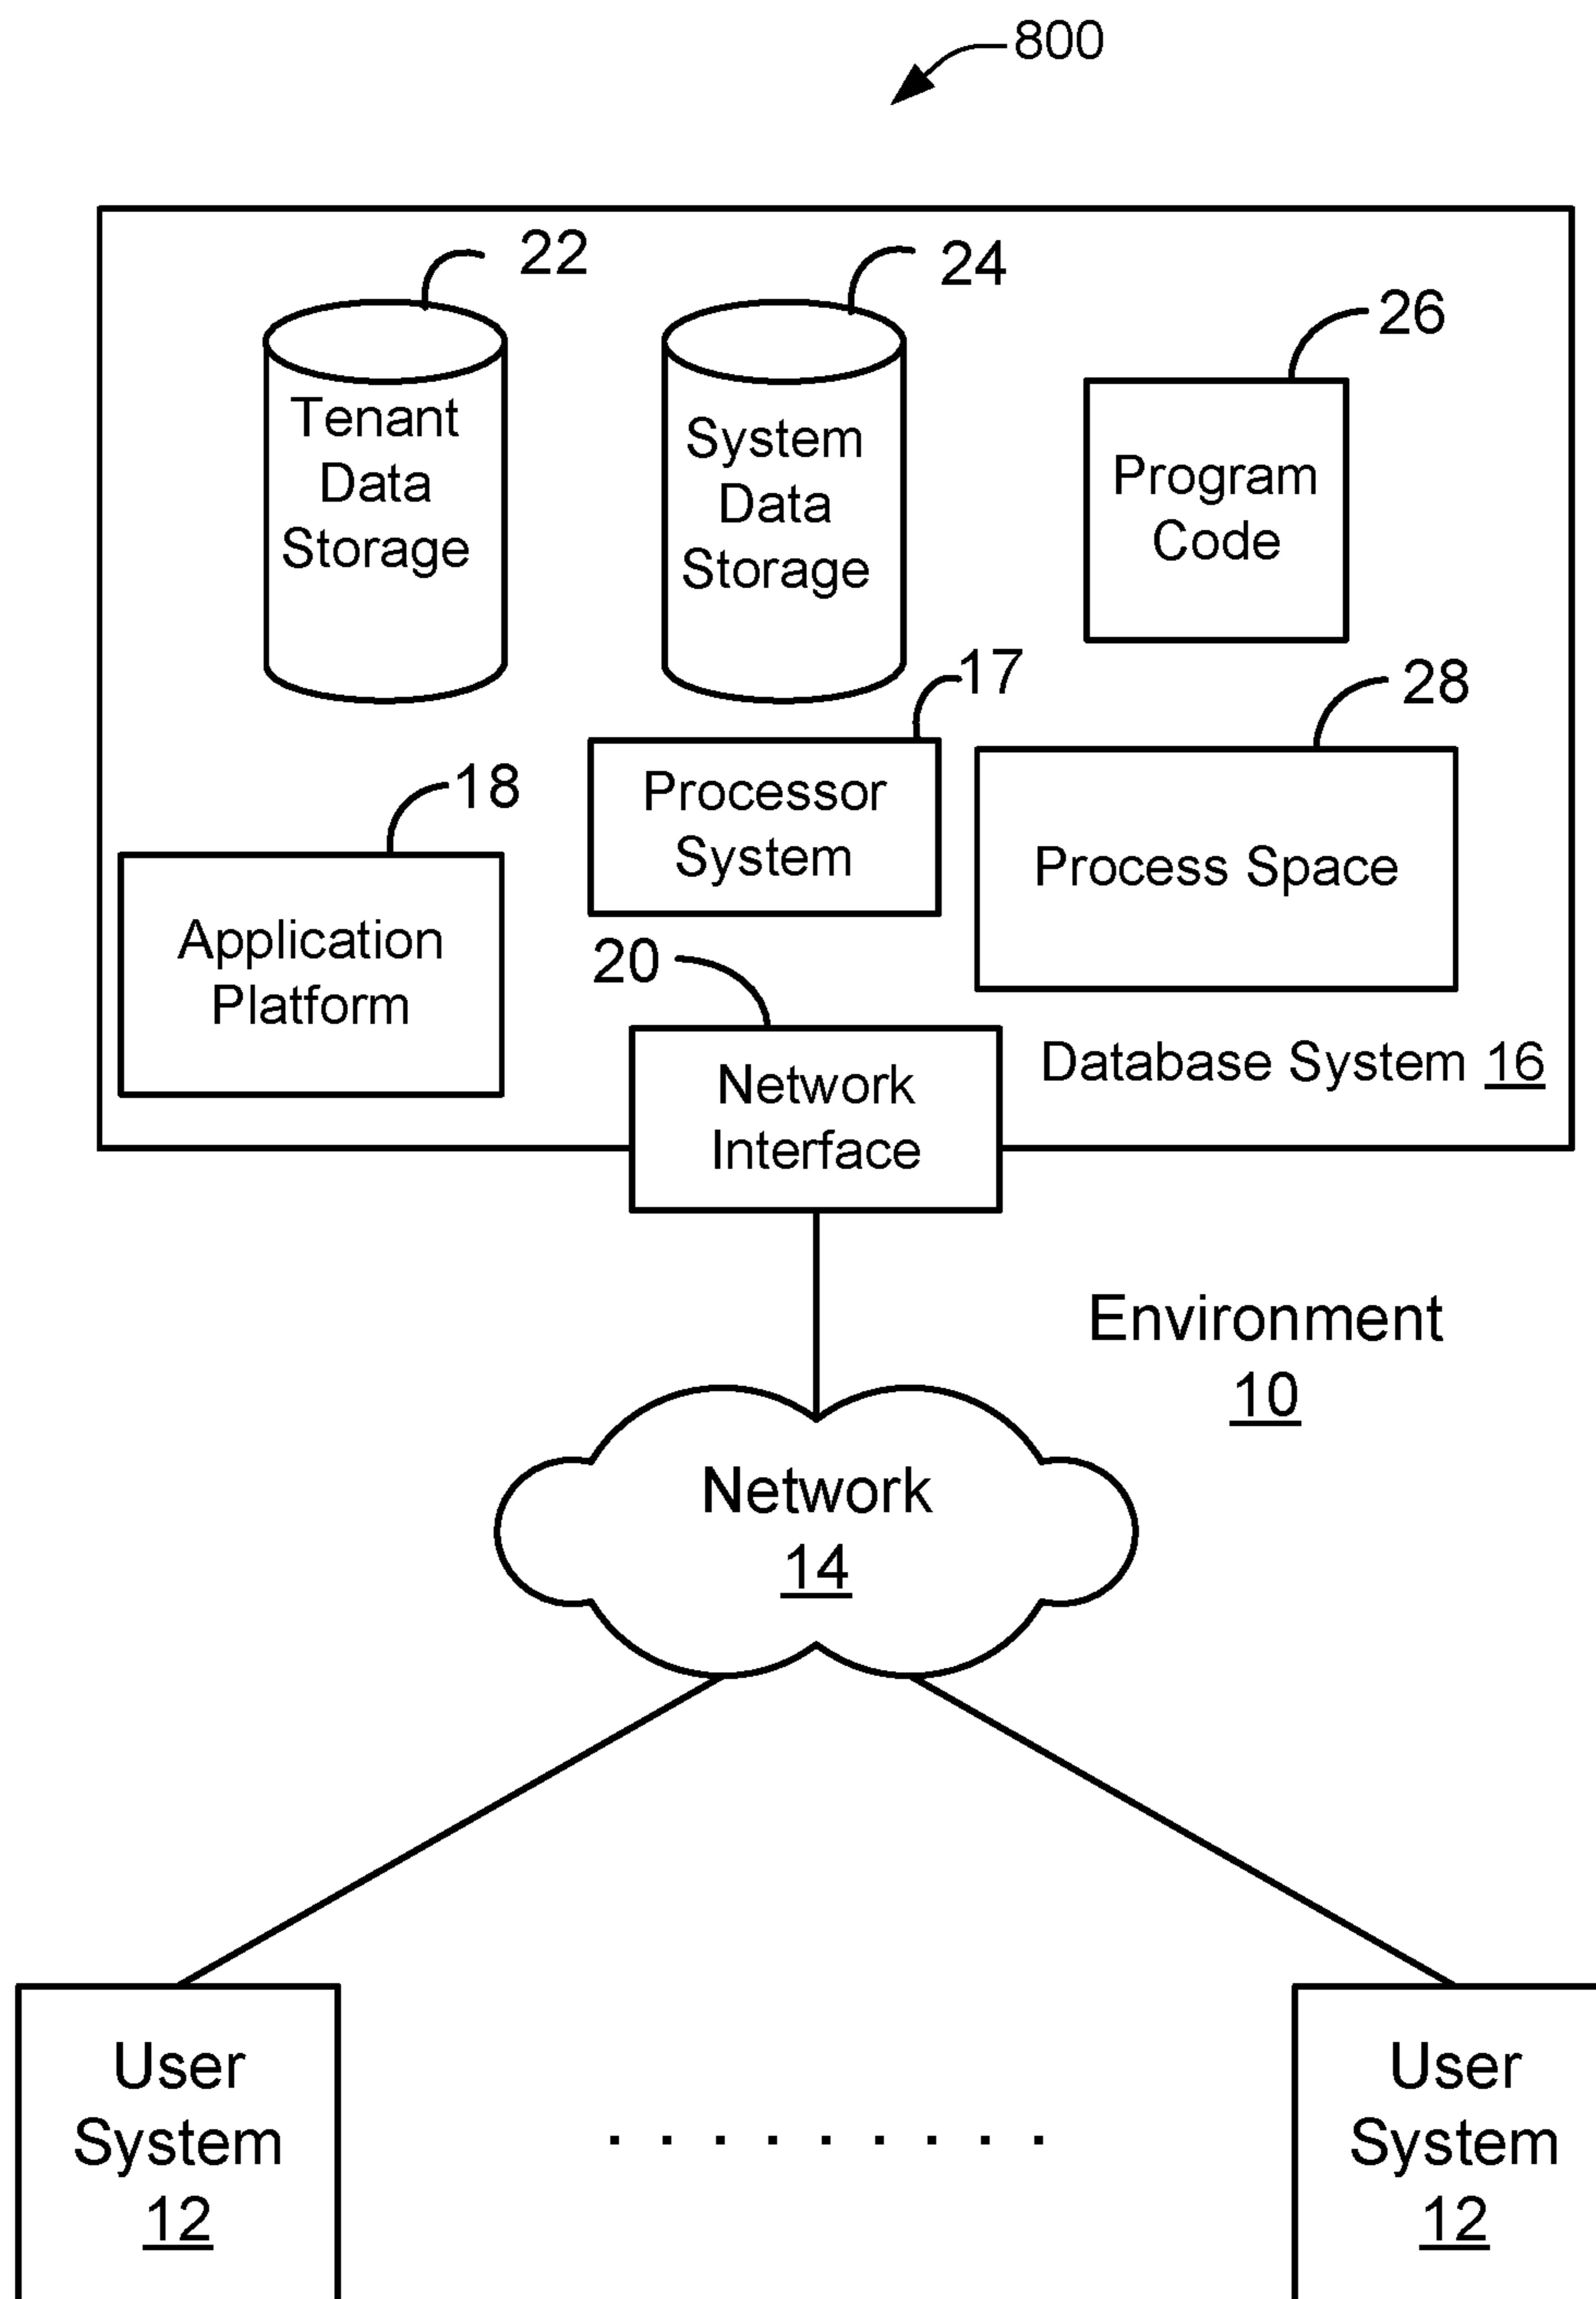 800
22
24
26
Tenant
Data
Storage
System
Data
Storage
Program
Code
17
28
18
Processor
System
Process Space
Application
Platform
20
Network
Interface
Database System 16
Environment
10
Network
14
User
System
12
. . . . . . . . .
User
System
12